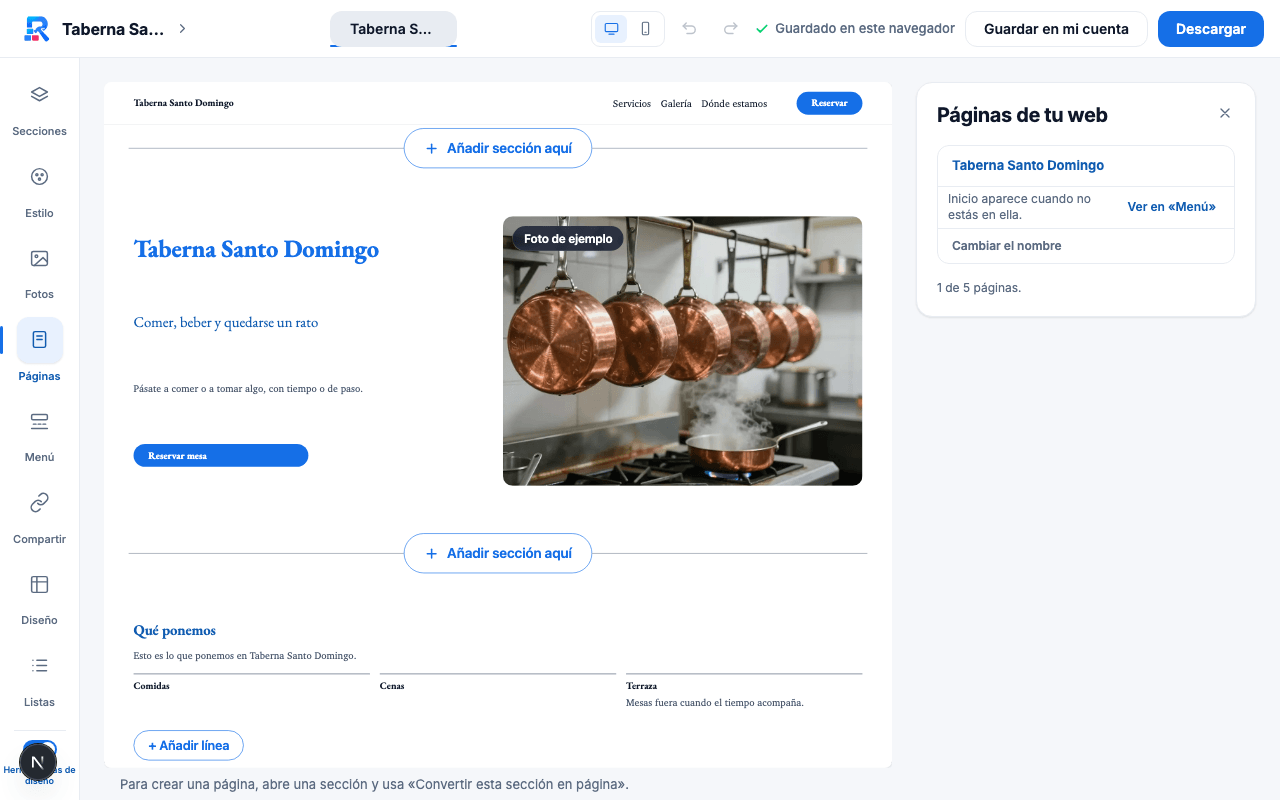 Taberna Sa...
Taberna S...
Guardado en este navegador
Guardar en mi cuenta
Descargar
Secciones
Estilo
Fotos
Páginas
Menú
Compartir
Diseño
Listas
diseño
N
Taberna Santo Domingo
Servicios
Galería
Dónde estamos
Reservar
+ Añadir sección aquí
Taberna Santo Domingo
Comer, beber y quedarse un rato
Pásate a comer o a tomar algo, con tiempo o de paso.
Reservar mesa
Foto de ejemplo
+ Añadir sección aquí
Qué ponemos
Esto es lo que ponemos en Taberna Santo Domingo.
Comidas
Cenas
Terraza
Mesas fuera cuando el tiempo acompaña.
+ Añadir línea
Para crear una página, abre una sección y usa «Convertir esta sección en página».
Páginas de tu web
Taberna Santo Domingo
Inicio aparece cuando no
estás en ella.
Ver en «Menú»
Cambiar el nombre
1 de 5 páginas.